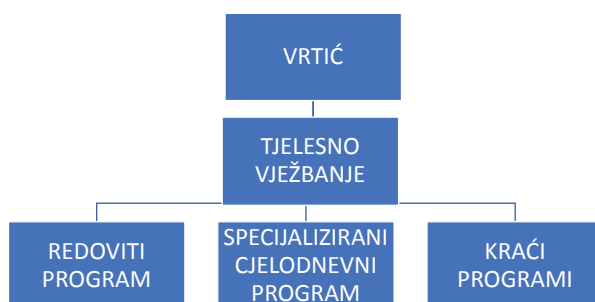 VRTIĆ
TJELESNO
VJEŽBANJE
REDOVITI
PROGRAM
SPECIJALIZIRANI
CJELODNEVNI
PROGRAM
KRAĆI
PROGRAMI